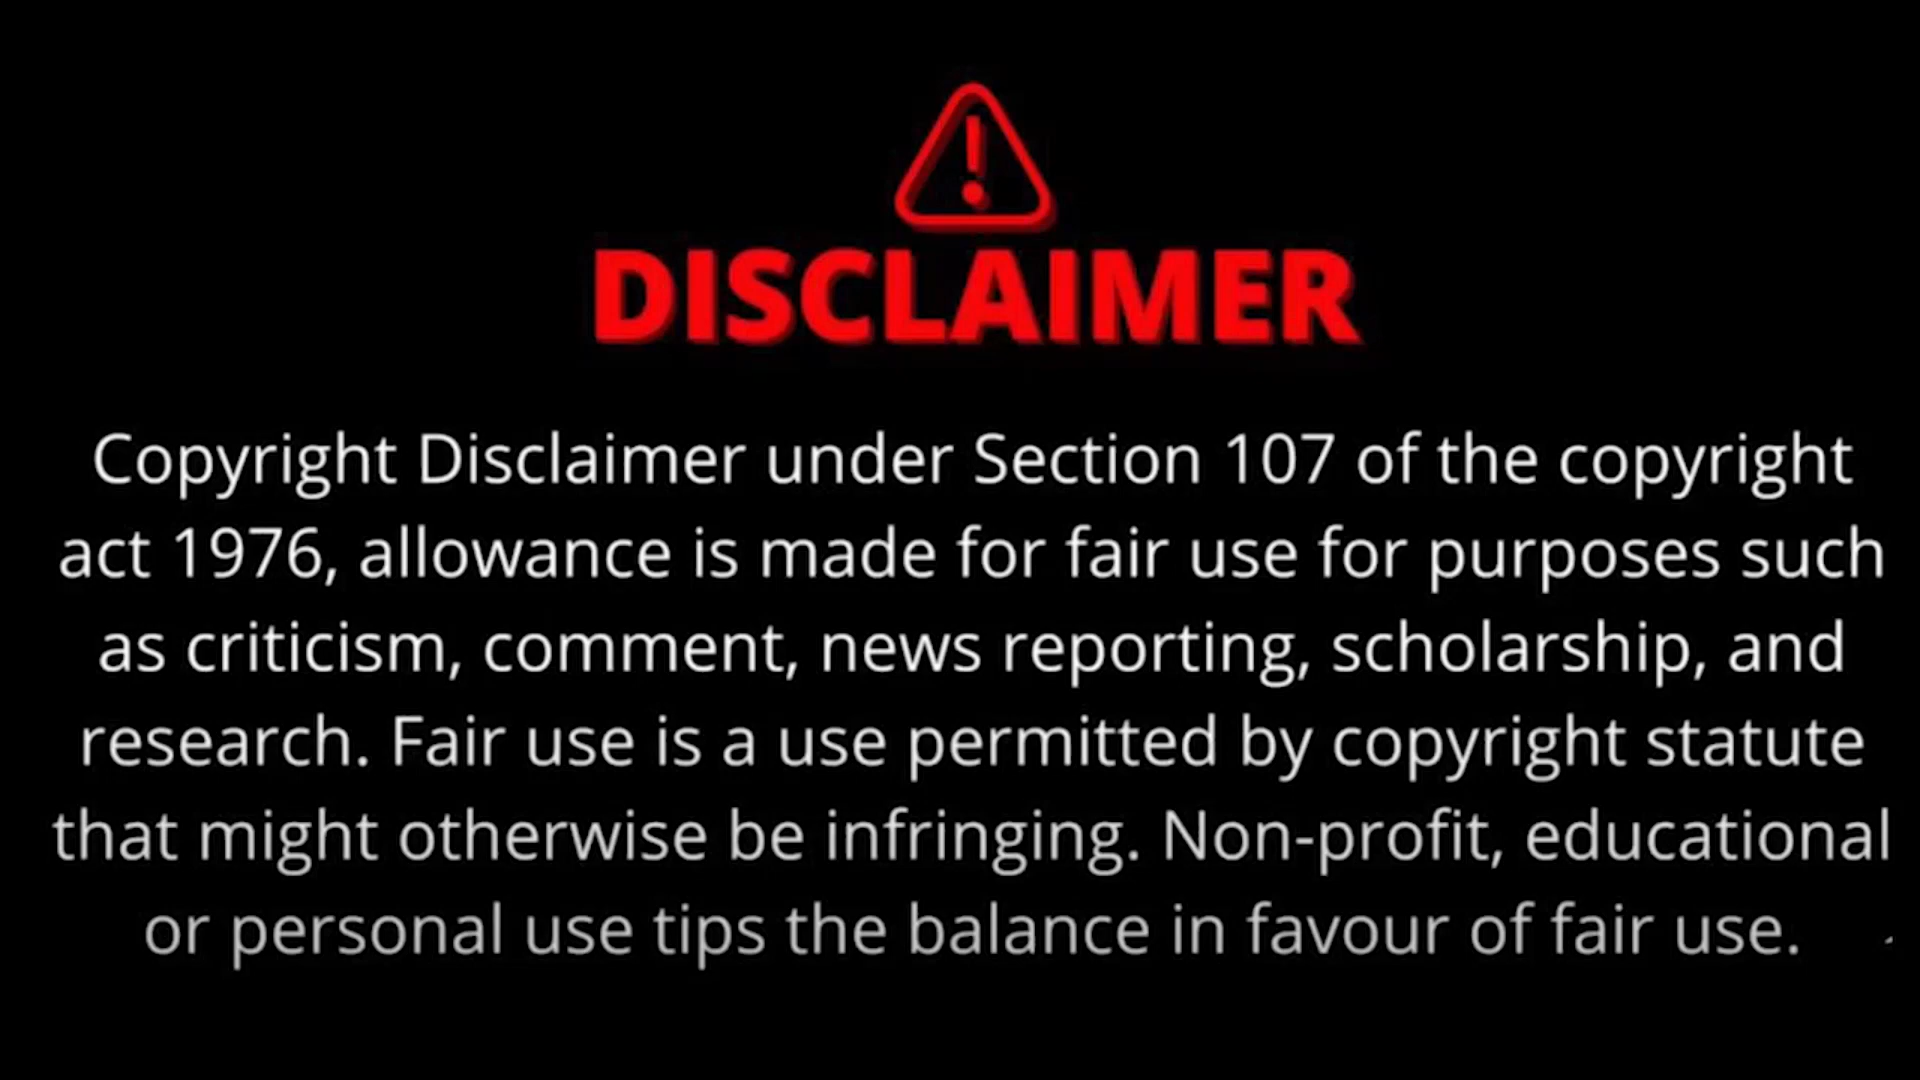 DISCLAIMER
Copyright Disclaimer under Section 107 of the copyright
act 1976, allowance is made for fair use for purposes such
as criticism, comment, news reporting, scholarship, and
research. Fair use is a use permitted by copyright statute
that might otherwise be infringing. Non-profit, educational
or personal use tips the balance in favour of fair use.